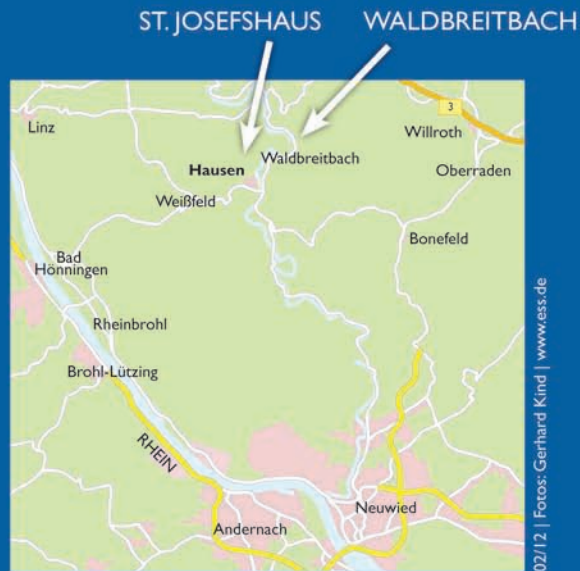 ST. JOSEFSHAUS WALDBREITBACH
3
Linz
Willroth
Waldbreitbach
Hausen
Oberraden
Weißfeld
Bonefeld
Bad
Hönningen
Rheinbrohl
Brohl-Lützing
RHEIN
Neuwied
Andernach
02/12 | Fotos: Gerhard Kind | www.ess.de